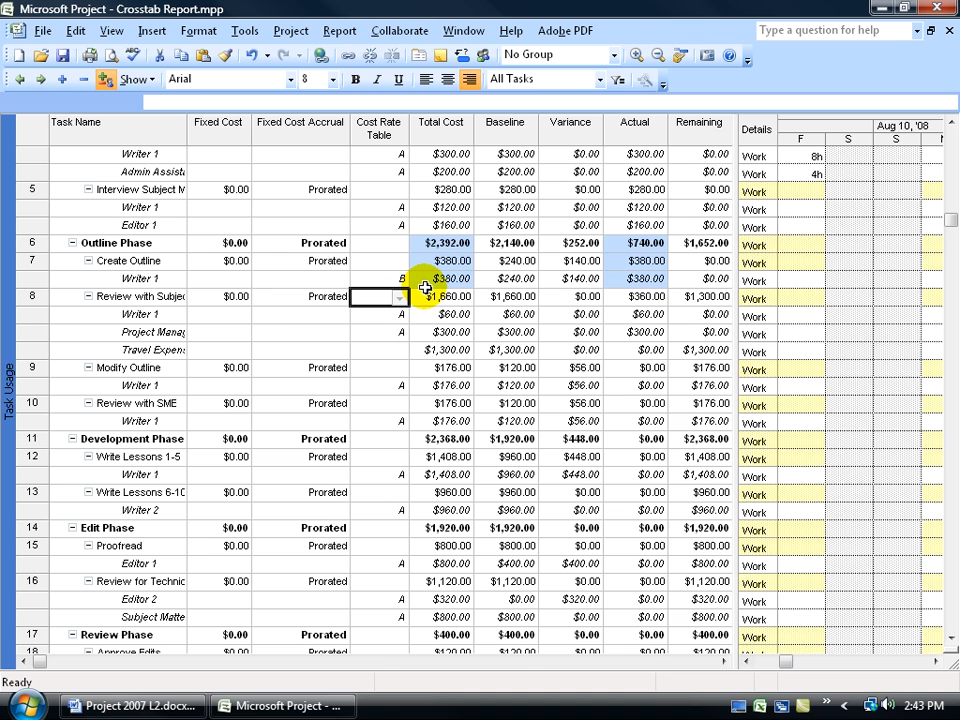 Microsoft Project - Crosstab Report.mpp
File Edit View Insert Format Tools Project Report Collaborate Window Help Adobe PDF Type a question for help
No Group
Show Arial 8 B I U All Tasks
Task Name Fixed Cost Fixed Cost Accrual Cost Rate Table Total Cost Baseline Variance Actual Remaining Details Aug 10, '08
F S S
Writer 1 A $300.00 $300.00 $0.00 $300.00 $0.00 Work 8h
Admin Assista A $200.00 $200.00 $0.00 $200.00 $0.00 Work 4h
5 Interview Subject M $0.00 Prorated $280.00 $280.00 $0.00 $280.00 $0.00 Work
Writer 1 A $120.00 $120.00 $0.00 $120.00 $0.00 Work
Editor 1 A $160.00 $160.00 $0.00 $160.00 $0.00 Work
6 Outline Phase $0.00 Prorated $2,392.00 $2,140.00 $252.00 $740.00 $1,652.00 Work
7 Create Outline $0.00 Prorated $380.00 $240.00 $140.00 $380.00 $0.00 Work
Writer 1 B $380.00 $240.00 $140.00 $380.00 $0.00 Work
8 Review with Subjec $0.00 Prorated $1,660.00 $1,660.00 $0.00 $360.00 $1,300.00 Work
Writer 1 A $60.00 $60.00 $0.00 $60.00 $0.00 Work
Project Manag A $300.00 $300.00 $0.00 $300.00 $0.00 Work
Travel Expens $1,300.00 $1,300.00 $0.00 $0.00 $1,300.00 Work
9 Modify Outline $0.00 Prorated $176.00 $120.00 $56.00 $0.00 $176.00 Work
Writer 1 A $176.00 $120.00 $56.00 $0.00 $176.00 Work
10 Review with SME $0.00 Prorated $176.00 $120.00 $56.00 $0.00 $176.00 Work
Writer 1 A $176.00 $120.00 $56.00 $0.00 $176.00 Work
11 Development Phase $0.00 Prorated $2,368.00 $1,920.00 $448.00 $0.00 $2,368.00 Work
12 Write Lessons 1-5 $0.00 Prorated $1,408.00 $960.00 $448.00 $0.00 $1,408.00 Work
Writer 1 A $1,408.00 $960.00 $448.00 $0.00 $1,408.00 Work
13 Write Lessons 6-10 $0.00 Prorated $960.00 $960.00 $0.00 $0.00 $960.00 Work
Writer 2 A $960.00 $960.00 $0.00 $0.00 $960.00 Work
14 Edit Phase $0.00 Prorated $1,920.00 $1,920.00 $0.00 $0.00 $1,920.00 Work
15 Proofread $0.00 Prorated $800.00 $800.00 $0.00 $0.00 $800.00 Work
Editor 1 A $800.00 $400.00 $400.00 $0.00 $800.00 Work
16 Review for Technic $0.00 Prorated $1,120.00 $1,120.00 $0.00 $0.00 $1,120.00 Work
Editor 2 A $320.00 $0.00 $320.00 $0.00 $320.00 Work
Subject Matte A $800.00 $800.00 $0.00 $0.00 $800.00 Work
17 Review Phase $0.00 Prorated $400.00 $400.00 $0.00 $0.00 $400.00 Work
18 Approve Edits $0.00 Prorated $120.00 $120.00 $0.00 $0.00 $120.00 Work
Task Usage
Ready
Project 2007 L2.docx... Microsoft Project - ... 2:43 PM